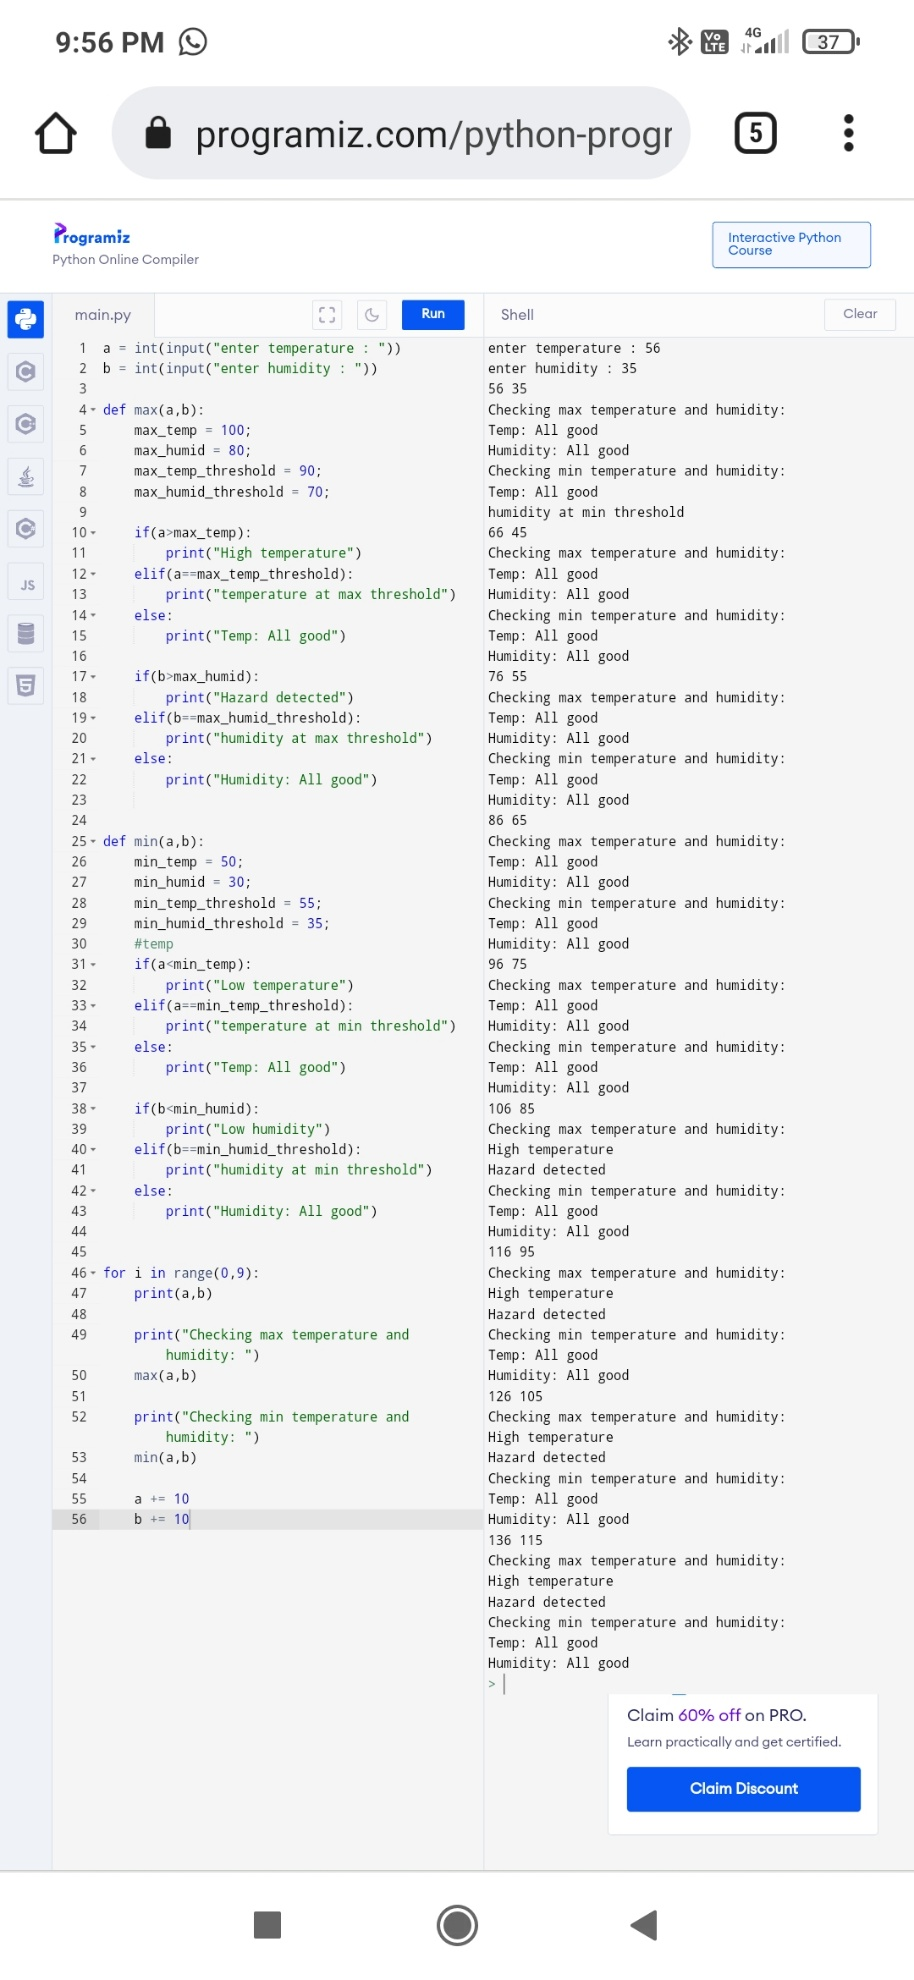 9:56 PM
Vo LTE 4G 37
programiz.com/python-progr
5
Programiz
Python Online Compiler
Interactive Python
Course
main.py
Run
Shell
Clear
JS
1 a = int(input("enter temperature : "))
2 b = int(input("enter humidity : "))
3
4 def max(a,b):
5 max_temp = 100;
6 max_humid = 80;
7 max_temp_threshold = 90;
8 max_humid_threshold = 70;
9
10 if(a>max_temp):
11 print("High temperature")
12 elif(a==max_temp_threshold):
13 print("temperature at max threshold")
14 else:
15 print("Temp: All good")
16
17 if(b>max_humid):
18 print("Hazard detected")
19 elif(b==max_humid_threshold):
20 print("humidity at max threshold")
21 else:
22 print("Humidity: All good")
23
24
25 def min(a,b):
26 min_temp = 50;
27 min_humid = 30;
28 min_temp_threshold = 55;
29 min_humid_threshold = 35;
30 #temp
31 if(a<min_temp):
32 print("Low temperature")
33 elif(a==min_temp_threshold):
34 print("temperature at min threshold")
35 else:
36 print("Temp: All good")
37
38 if(b<min_humid):
39 print("Low humidity")
40 elif(b==min_humid_threshold):
41 print("humidity at min threshold")
42 else:
43 print("Humidity: All good")
44
45
46 for i in range(0,9):
47 print(a,b)
48
49 print("Checking max temperature and
humidity: ")
50 max(a,b)
51
52 print("Checking min temperature and
humidity: ")
53 min(a,b)
54
55 a += 10
56 b += 10
enter temperature : 56
enter humidity : 35
56 35
Checking max temperature and humidity:
Temp: All good
Humidity: All good
Checking min temperature and humidity:
Temp: All good
humidity at min threshold
66 45
Checking max temperature and humidity:
Temp: All good
Humidity: All good
Checking min temperature and humidity:
Temp: All good
Humidity: All good
76 55
Checking max temperature and humidity:
Temp: All good
Humidity: All good
Checking min temperature and humidity:
Temp: All good
Humidity: All good
86 65
Checking max temperature and humidity:
Temp: All good
Humidity: All good
Checking min temperature and humidity:
Temp: All good
Humidity: All good
96 75
Checking max temperature and humidity:
Temp: All good
Humidity: All good
Checking min temperature and humidity:
Temp: All good
Humidity: All good
106 85
Checking max temperature and humidity:
High temperature
Hazard detected
Checking min temperature and humidity:
Temp: All good
Humidity: All good
116 95
Checking max temperature and humidity:
High temperature
Hazard detected
Checking min temperature and humidity:
Temp: All good
Humidity: All good
126 105
Checking max temperature and humidity:
High temperature
Hazard detected
Checking min temperature and humidity:
Temp: All good
Humidity: All good
136 115
Checking max temperature and humidity:
High temperature
Hazard detected
Checking min temperature and humidity:
Temp: All good
Humidity: All good
>
Claim 60% off on PRO.
Learn practically and get certified.
Claim Discount